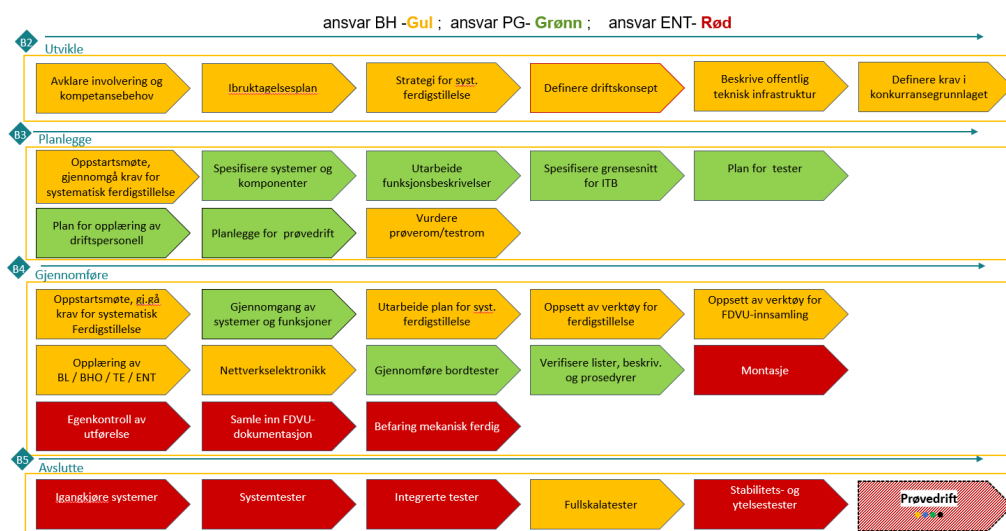 ansvar BH -Gul ; ansvar PG- Grønn ; ansvar ENT- Rød
B2
Utvikle
Avklare involvering og
kompetansebehov
Ibruktagelsesplan
Strategi for syst.
ferdigstillelse
Definere driftskonsept
Beskrive offentlig
teknisk infrastruktur
Definere krav i
konkurransegrunnlaget
B3
Planlegge
Oppstartsmøte,
gjennomgå krav for
systematisk ferdigstillelse
Spesifisere systemer og
komponenter
Utarbeide
funksjonsbeskrivelser
Spesifisere grensesnitt
for ITB
Plan for tester
Plan for opplæring av
driftspersonell
Planlegge for prøvedrift
Vurdere
prøverom/testrom
B4
Gjennomføre
Oppstartsmøte, gj.gå
krav for systematisk
Ferdigstillelse
Gjennomgang av
systemer og funksjoner
Utarbeide plan for syst.
ferdigstillelse
Oppsett av verktøy for
ferdigstillelse
Oppsett av verktøy for
FDVU-innsamling
Opplæring av
BL / BHO / TE / ENT
Nettverkselektronikk
Gjennomføre bordtester
Verifisere lister, beskriv.
og prosedyrer
Montasje
Egenkontroll av
utførelse
Samle inn FDVU-
dokumentasjon
Befaring mekanisk ferdig
B5
Avslutte
Igangkjøre systemer
Systemtester
Integrerte tester
Fullskalatester
Stabilitets- og
ytelsestester
Prøvedrift